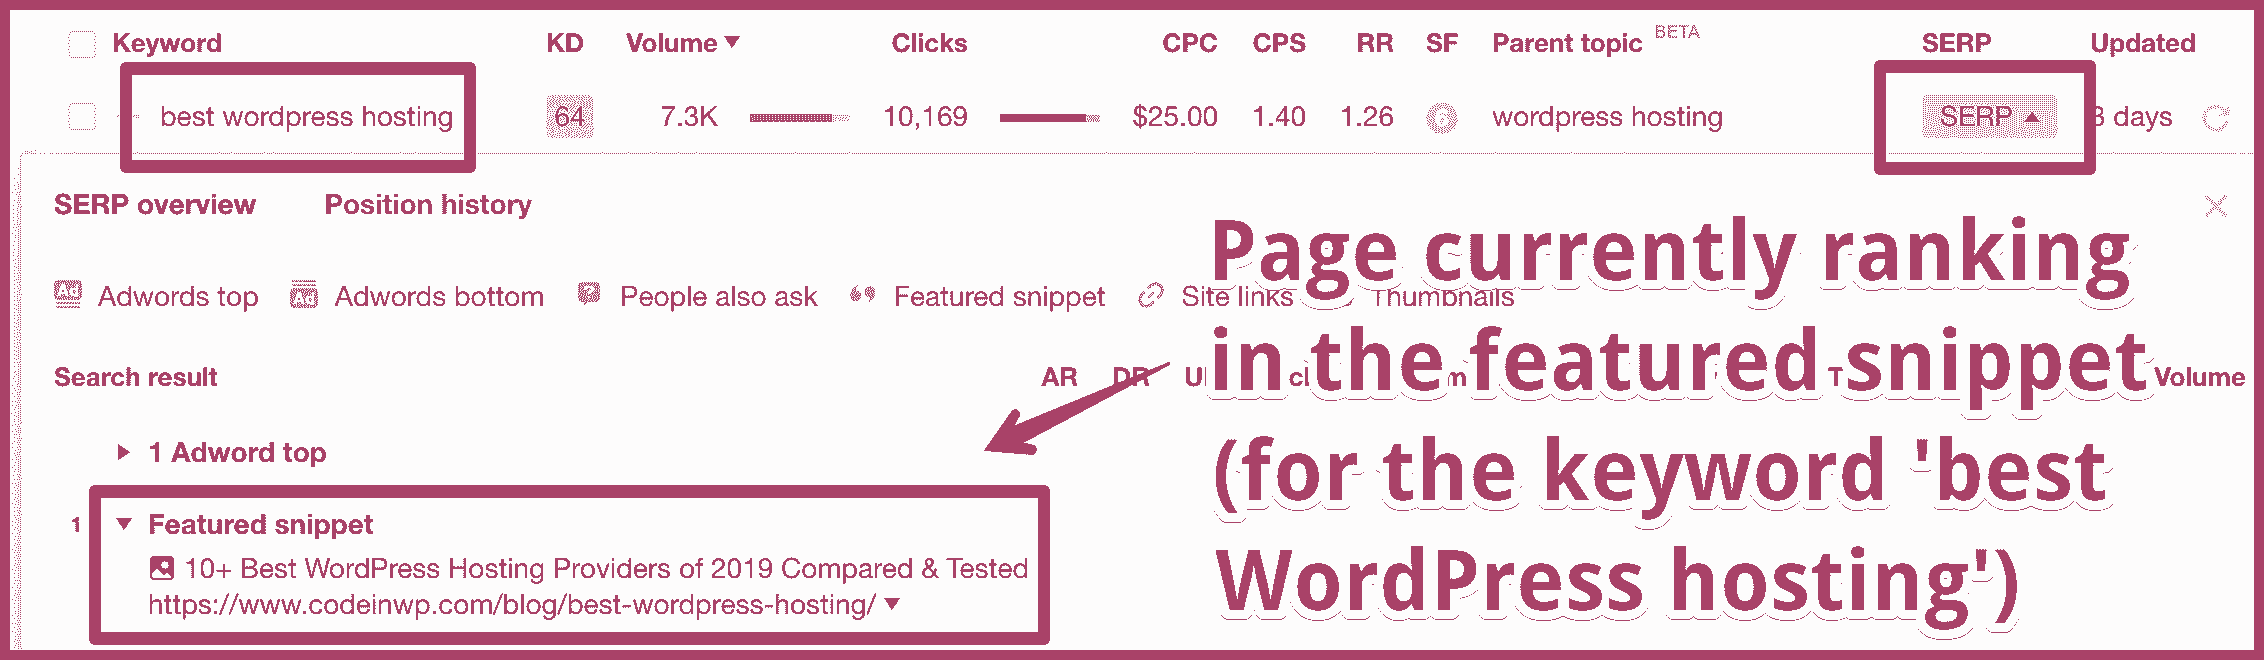 Keyword KD Volume Clicks CPC CPS RR SF Parent topic BETA SERP Updated
best wordpress hosting 64 7.3K 10,169 $25.00 1.40 1.26 6 wordpress hosting SERP 3 days
SERP overview Position history
Adwords top Adwords bottom People also ask Featured snippet Site links Thumbnails
Search result AR DR Volume
1 Adword top
1 Featured snippet
10+ Best WordPress Hosting Providers of 2019 Compared & Tested
https://www.codeinwp.com/blog/best-wordpress-hosting/
Page currently ranking
in the featured snippet
(for the keyword 'best
WordPress hosting')